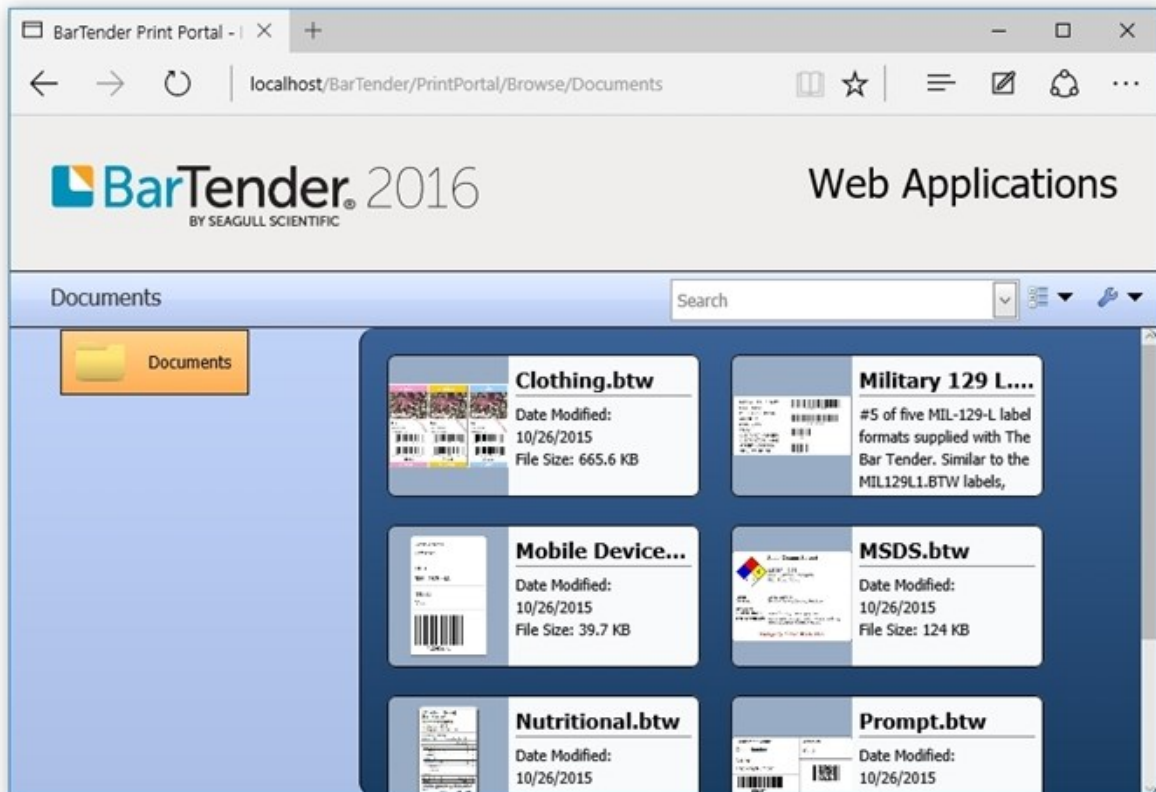 BarTender Print Portal -
localhost/BarTender/PrintPortal/Browse/Documents
BarTender® 2016
BY SEAGULL SCIENTIFIC
Web Applications
Documents
Search
Documents
Clothing.btw
Date Modified:
10/26/2015
File Size: 665.6 KB
Military 129 L....
#5 of five MIL-129-L label
formats supplied with The
Bar Tender. Similar to the
MIL129L1.BTW labels,
Mobile Device...
Date Modified:
10/26/2015
File Size: 39.7 KB
MSDS.btw
Date Modified:
10/26/2015
File Size: 124 KB
Nutritional.btw
Date Modified:
10/26/2015
Prompt.btw
Date Modified:
10/26/2015